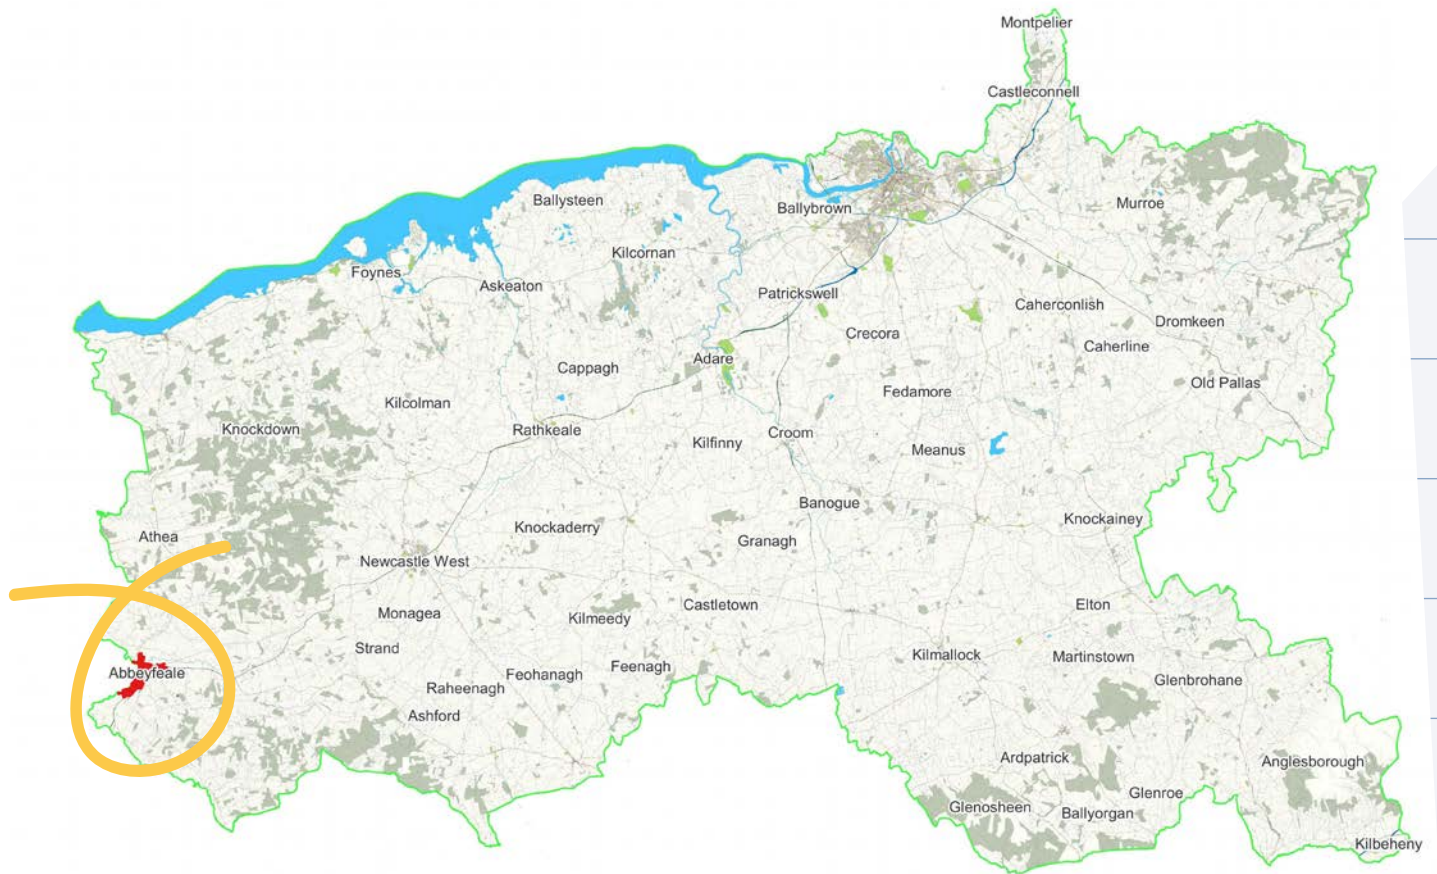 Montpelier
Castleconnell
Ballysteen
Ballybrown
Murroe
Kilcornan
Foynes
Askeaton
Patrickswell
Caherconlish
Dromkeen
Crecora
Caherline
Adare
Cappagh
Old Pallas
Fedamore
Kilcolman
Knockdown
Rathkeale
Kilfinny
Croom
Meanus
Banogue
Knockainey
Knockaderry
Athea
Granagh
Newcastle West
Castletown
Elton
Monagea
Kilmeedy
Strand
Kilmallock
Martinstown
Feenagh
Abbeyfeale
Feohanagh
Glenbrohane
Raheenagh
Ashford
Ardpatrick
Anglesborough
Glenroe
Glenosheen
Ballyorgan
Kilbeheny